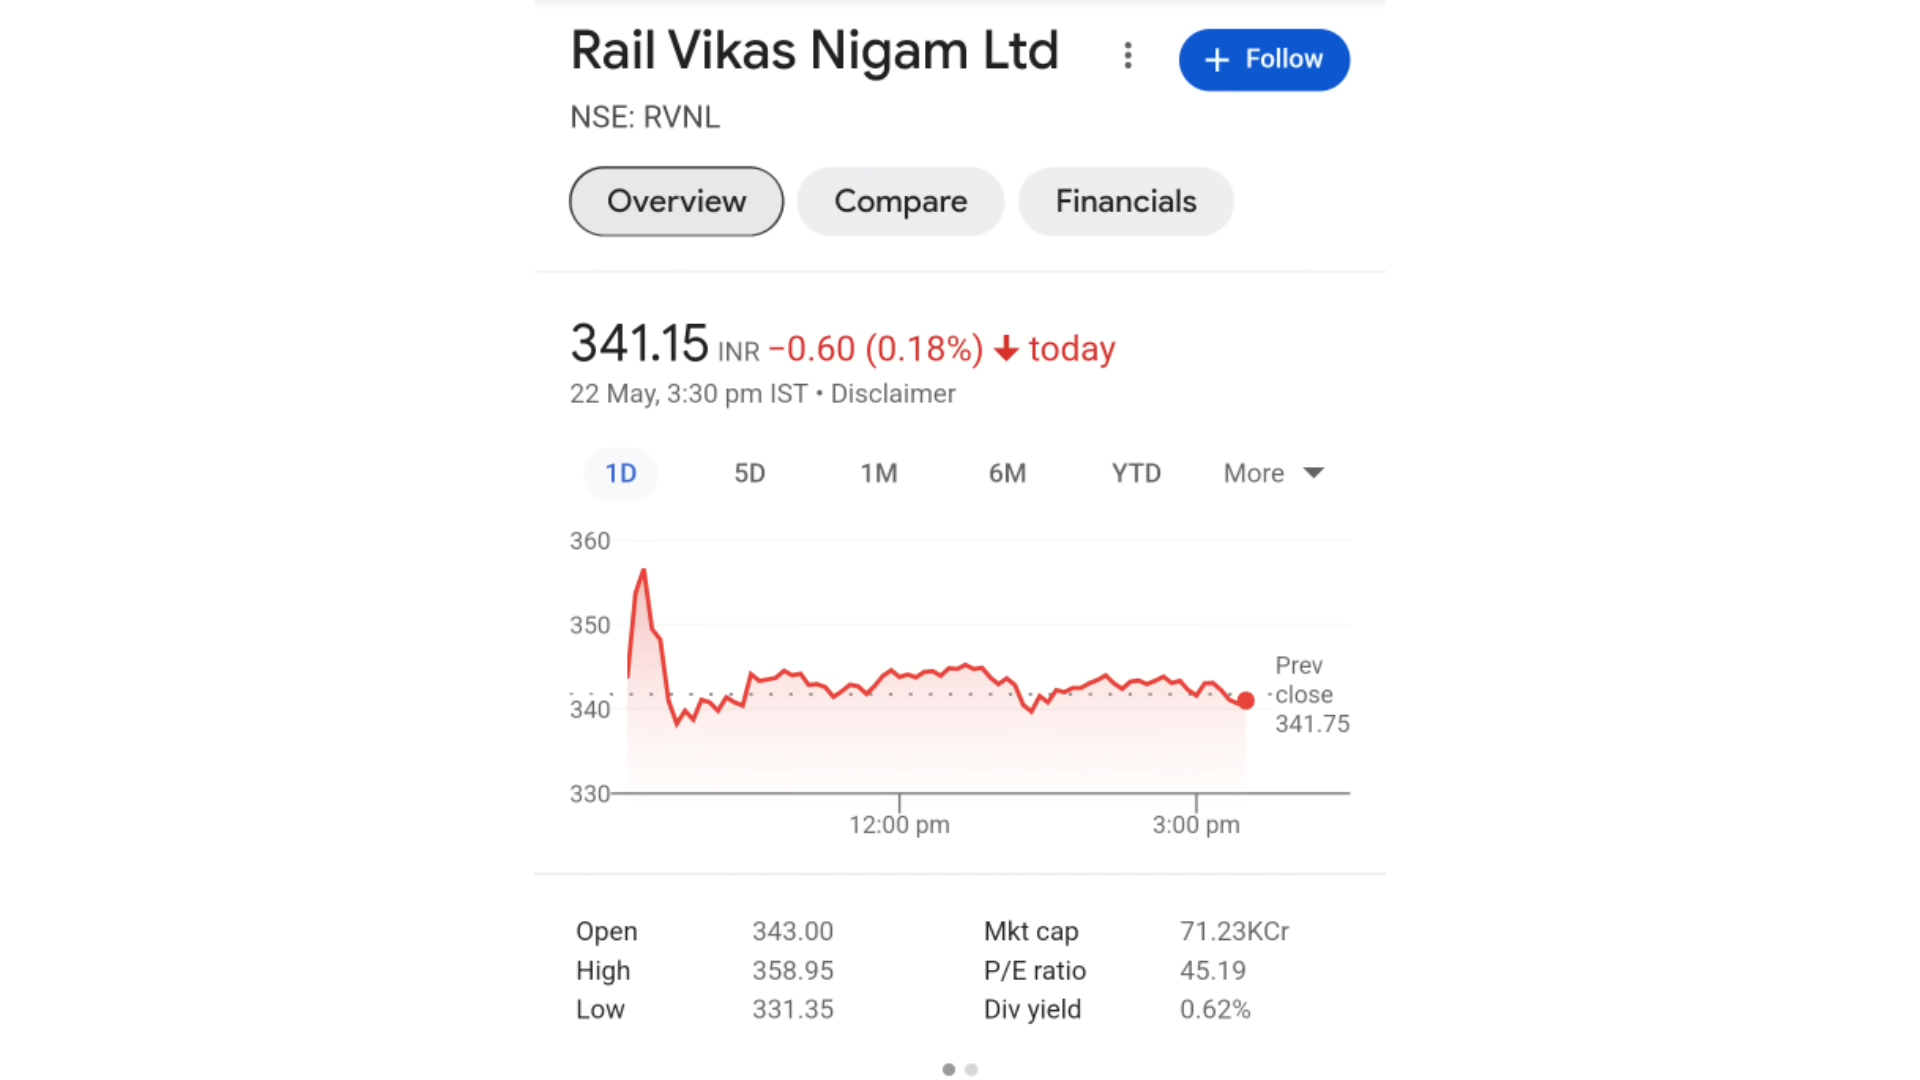 Rail Vikas Nigam Ltd
+ Follow
NSE: RVNL
Overview Compare Financials
341.15 INR −0.60 (0.18%) ↓ today
22 May, 3:30 pm IST • Disclaimer
1D 5D 1M 6M YTD More
360
350
340
330
Prev
close
341.75
12:00 pm 3:00 pm
Open 343.00 Mkt cap 71.23KCr
High 358.95 P/E ratio 45.19
Low 331.35 Div yield 0.62%